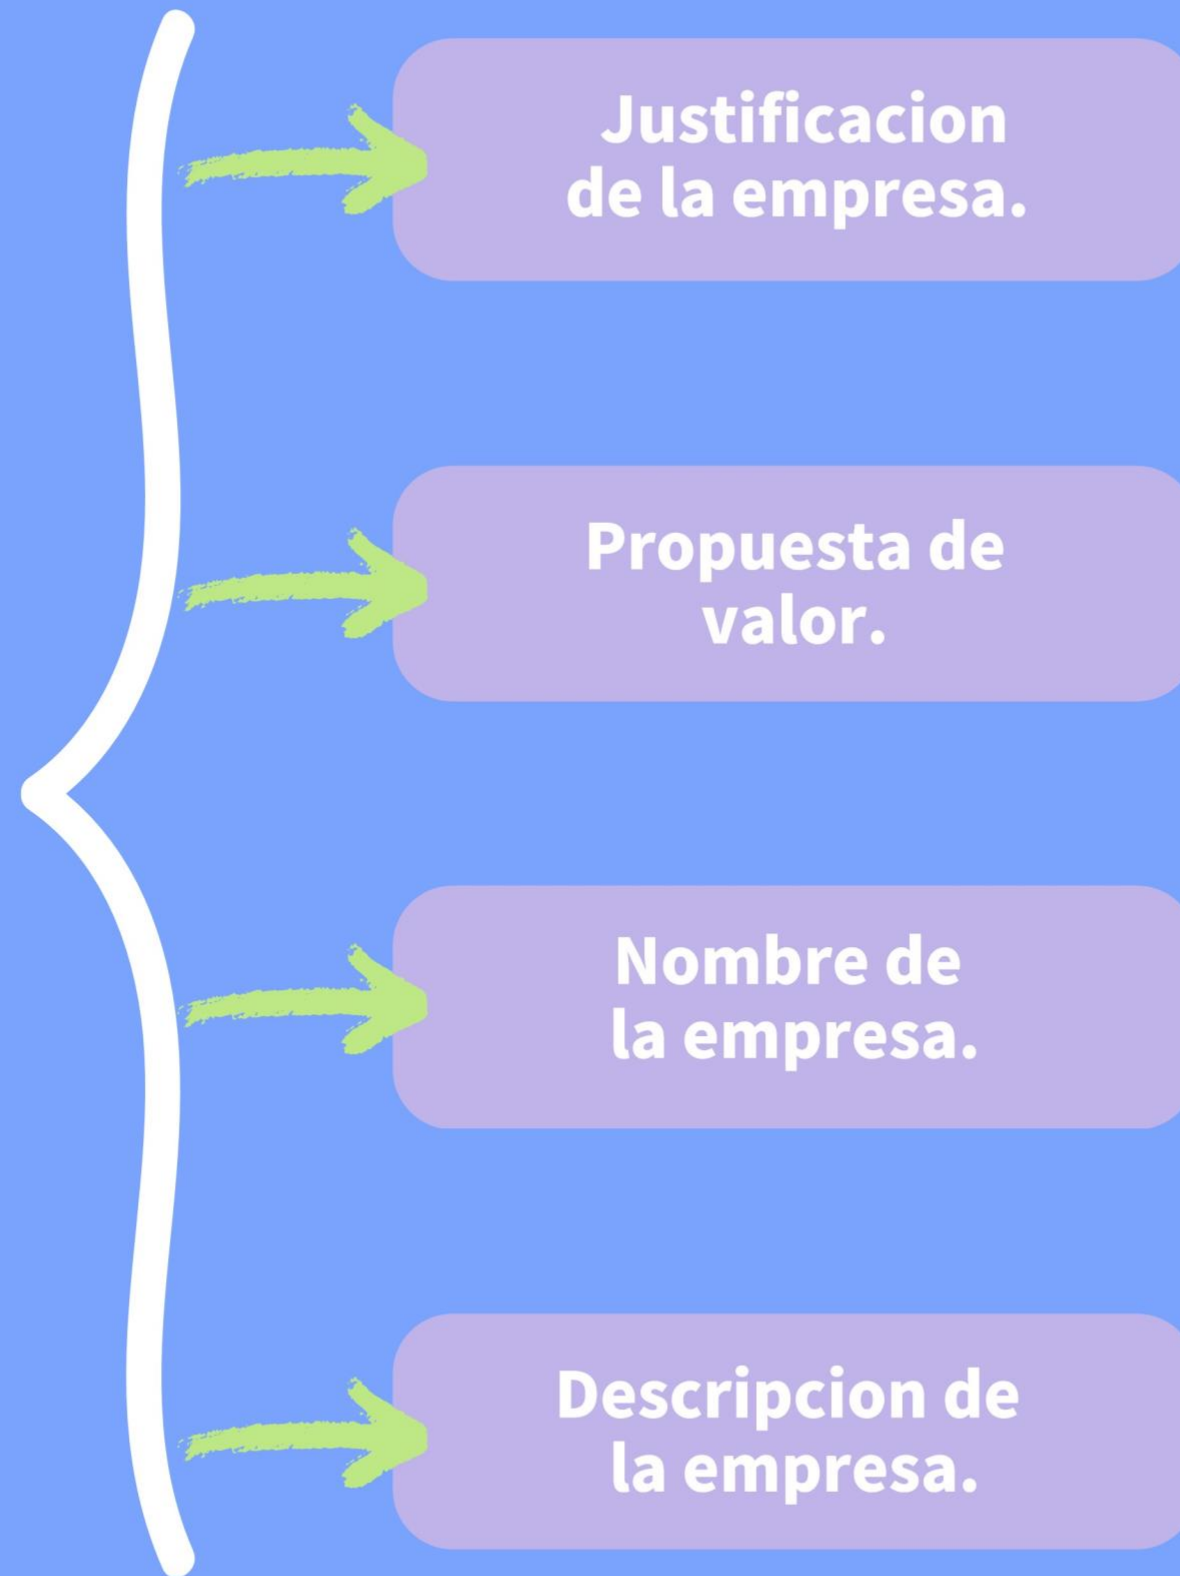 Justificacion
de la empresa.
Propuesta de
valor.
Nombre de
la empresa.
Descripcion de
la empresa.